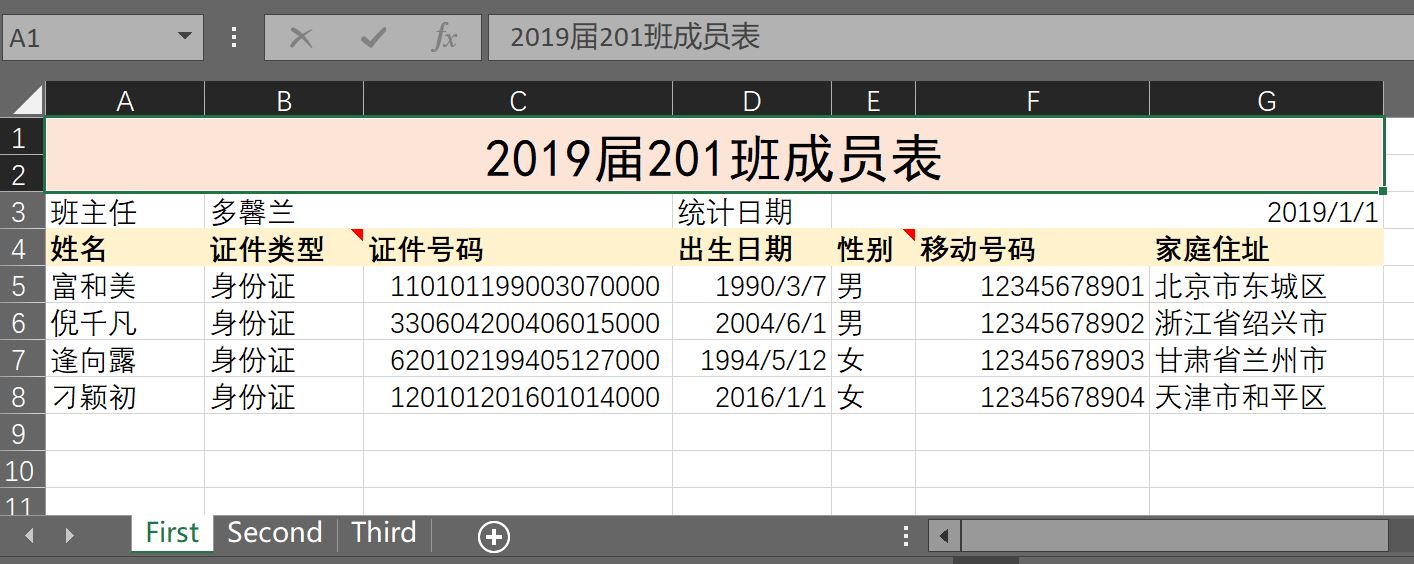 A1 fx 2019届201班成员表
A B C D E F G
1 2019届201班成员表
2
3 班主任 多馨兰 统计日期 2019/1/1
4 姓名 证件类型 证件号码 出生日期 性别 移动号码 家庭住址
5 富和美 身份证 110101199003070000 1990/3/7 男 12345678901 北京市东城区
6 倪千凡 身份证 330604200406015000 2004/6/1 男 12345678902 浙江省绍兴市
7 逢向露 身份证 620102199405127000 1994/5/12 女 12345678903 甘肃省兰州市
8 刁颖初 身份证 120101201601014000 2016/1/1 女 12345678904 天津市和平区
9
10
11
First Second Third